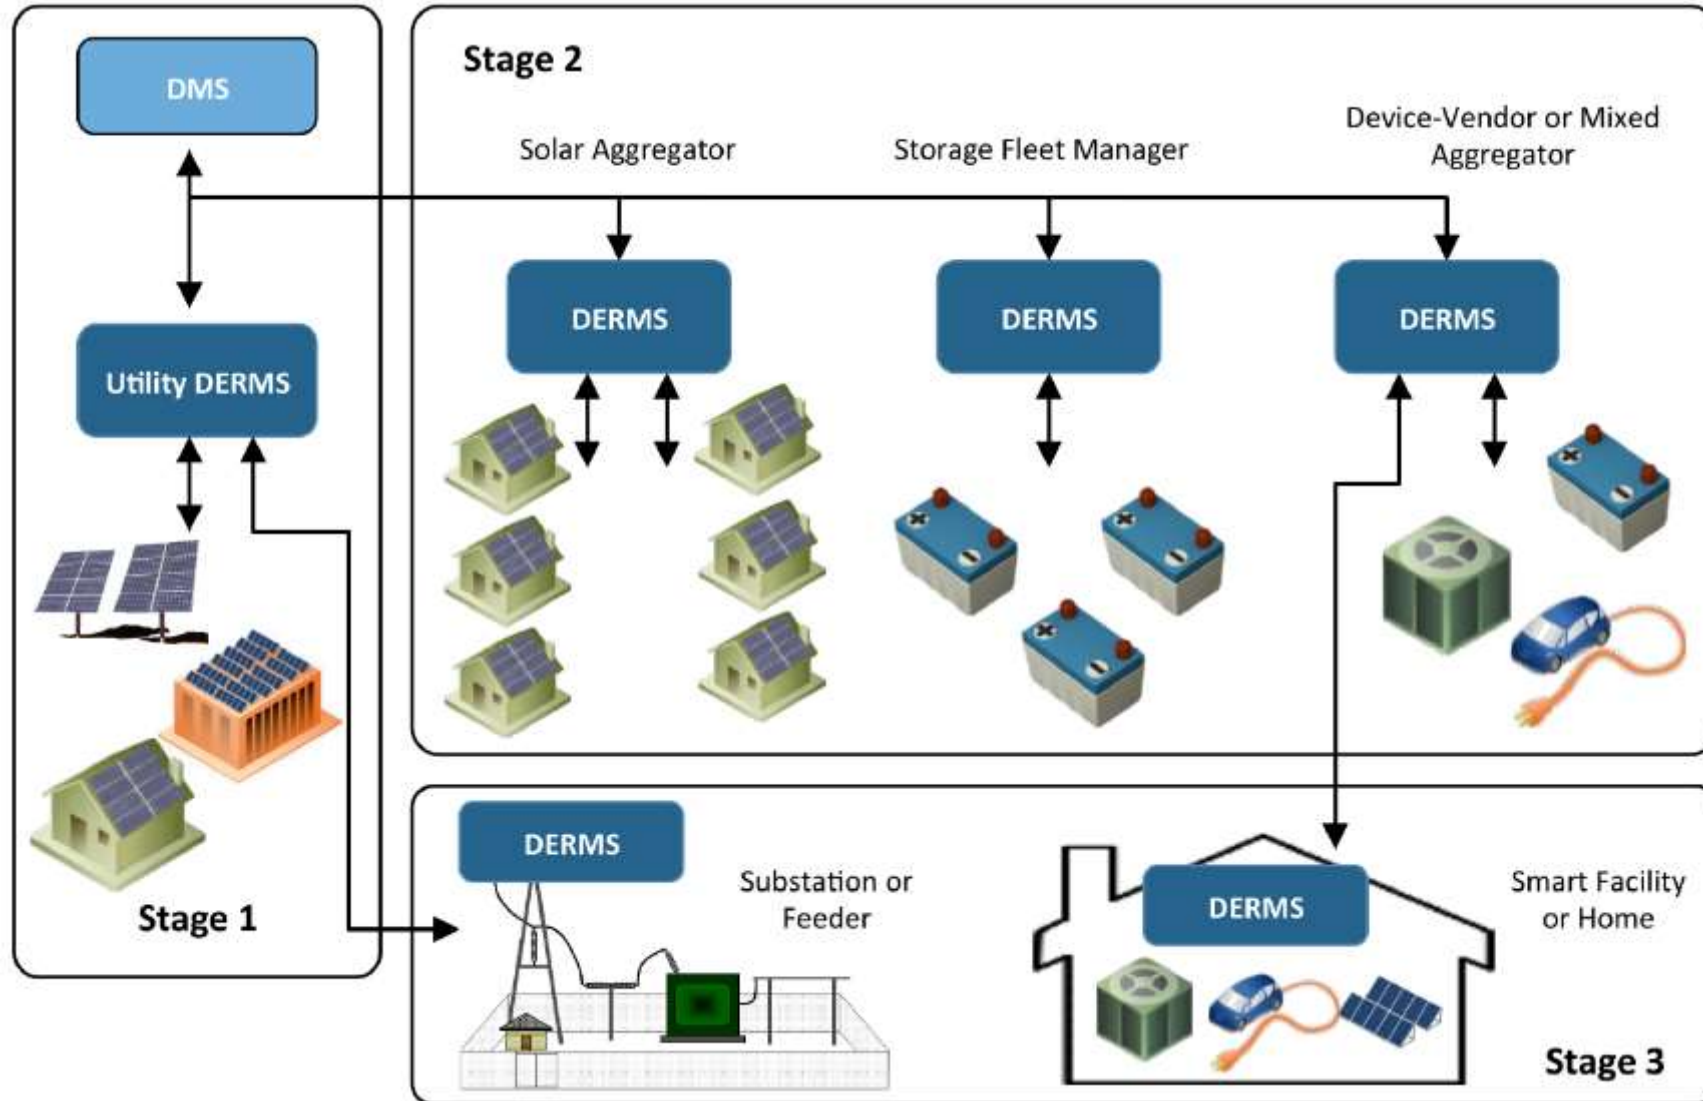 DMS
Utility DERMS
Stage 1
Stage 2
Solar Aggregator
DERMS
Storage Fleet Manager
DERMS
Device-Vendor or Mixed
Aggregator
DERMS
DERMS
Substation or
Feeder
DERMS
Smart Facility
or Home
Stage 3